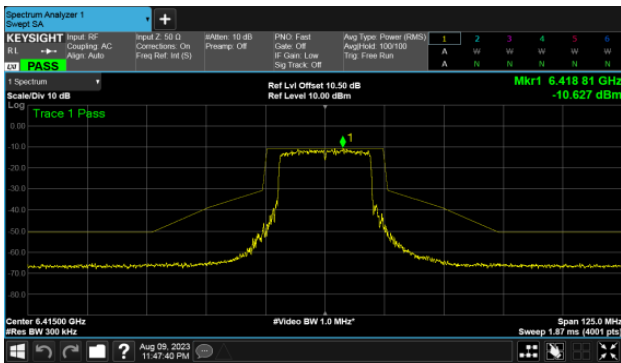 Spectrum Analyzer 1
Swept SA
KEYSIGHT Input: RF Input Z: 50 Ω #Atten: 10 dB PNO: Fast Avg Type: Power (RMS) 1 2 3 4 5 6
RL Coupling: AC Corrections: On Preamp: Off Gate: Off Avg|Hold: 100/100 A W W W W W
Align: Auto Freq Ref: Int (S) IF Gain: Low Trig: Free Run
LXI PASS Sig Track: Off A N N N N N
1 Spectrum Ref Lvl Offset 10.50 dB Mkr1 6.418 81 GHz
Scale/Div 10 dB Ref Level 10.00 dBm -10.627 dBm
Log
Trace 1 Pass
0.00
1
-10.0
-20.0
-30.0
-40.0
-50.0
-60.0
-70.0
-80.0
Center 6.41500 GHz #Video BW 1.0 MHz* Span 125.0 MHz
#Res BW 300 kHz Sweep 1.87 ms (4001 pts)
? Aug 09, 2023
11:47:40 PM